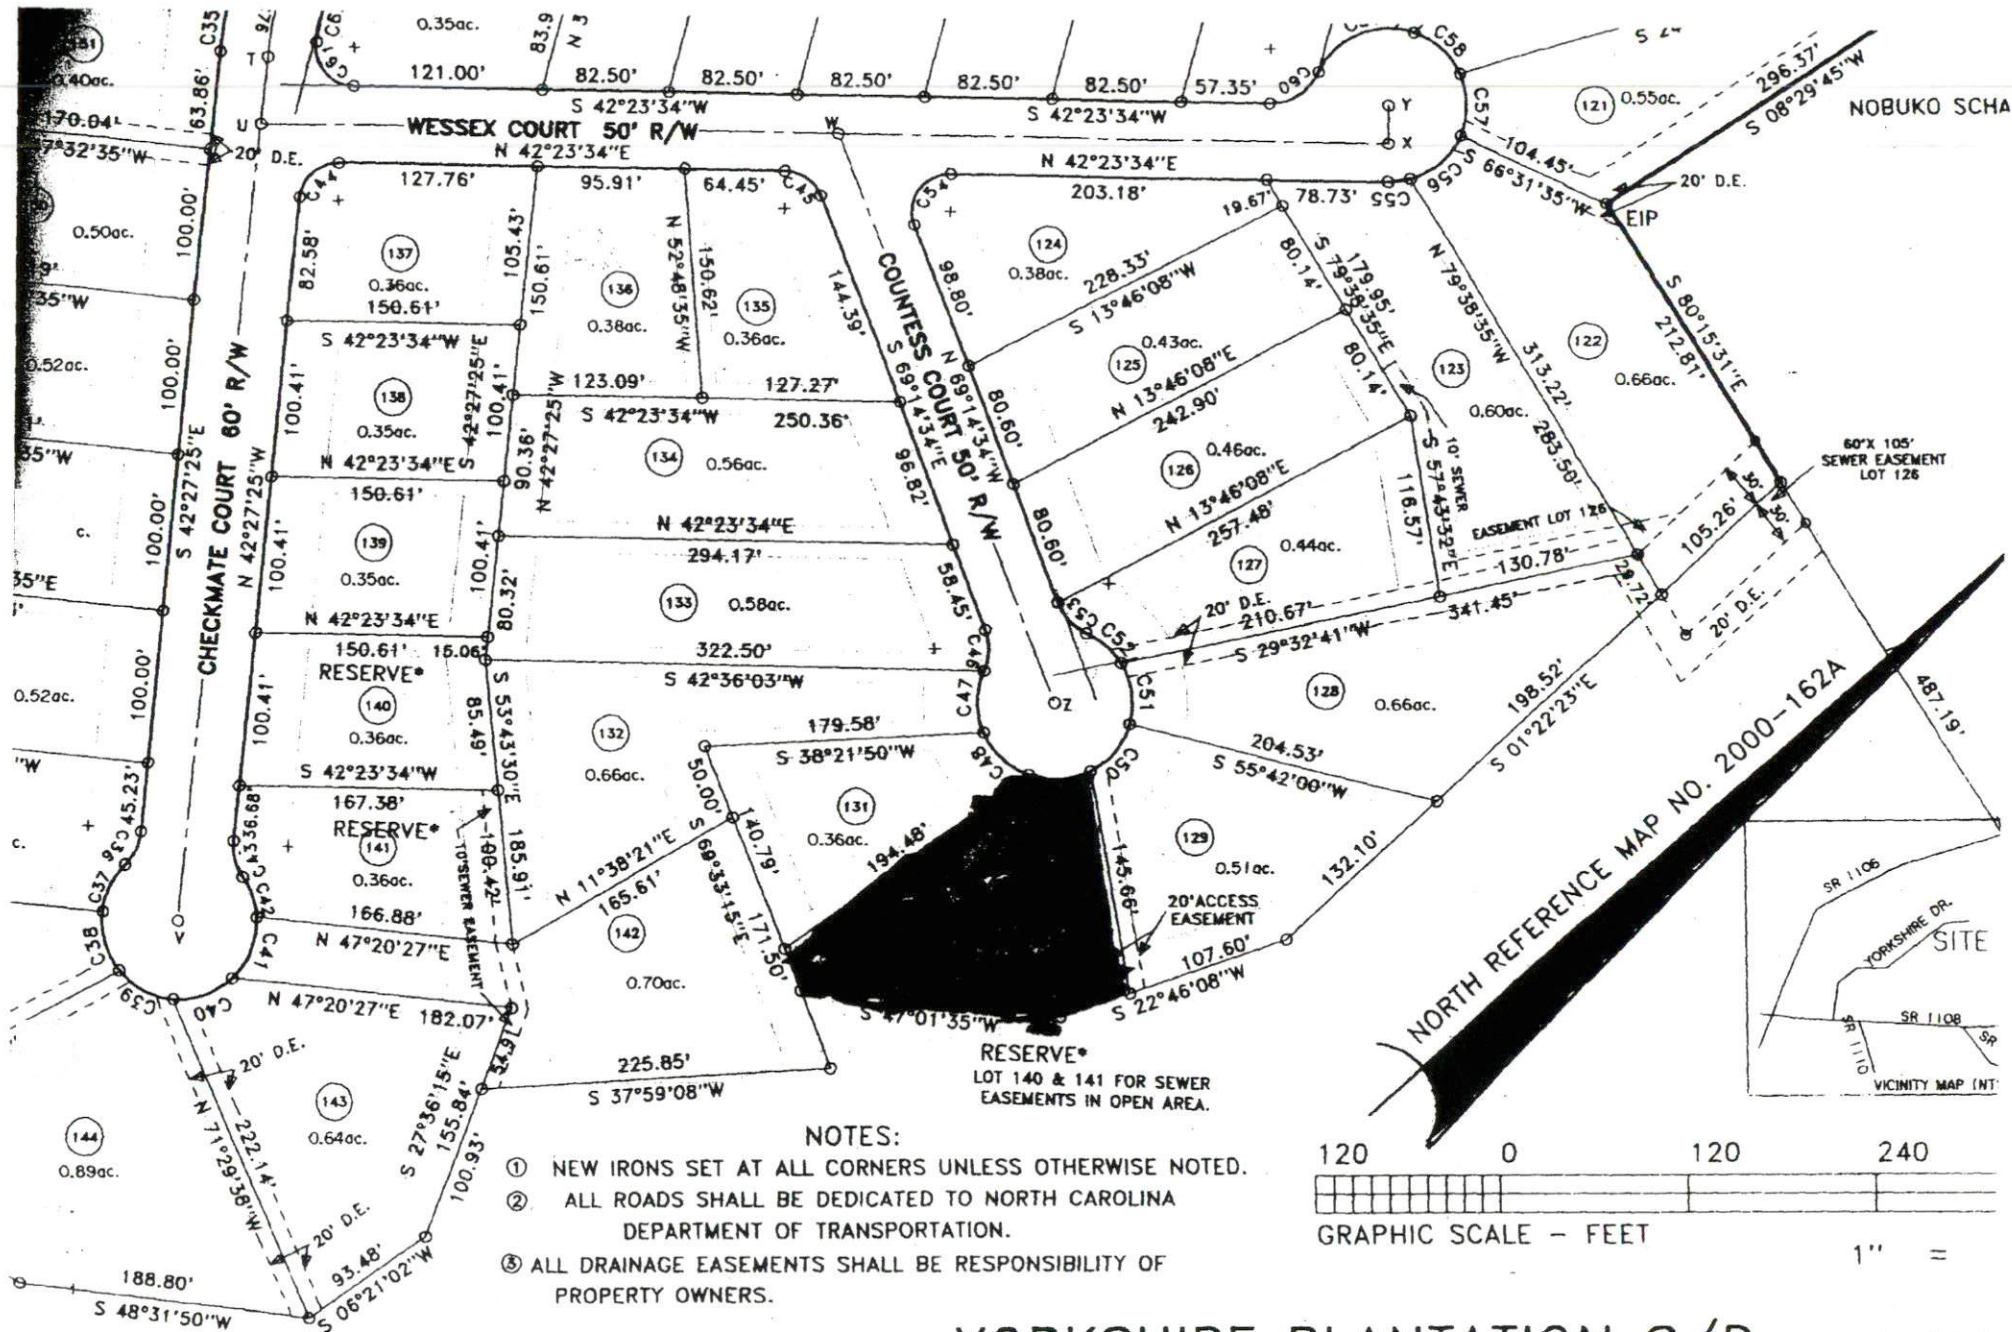 C35
94
T
C61
0.35ac.
83.9
N 3
121.00'
82.50'
82.50'
82.50'
82.50'
82.50'
57.35'
C60
C58
C57
S 42°23'34"W
S 42°23'34"W
Y
X
121
0.55ac.
296.37'
S 08°29'45"W
NOBUKO SCHA
0.40ac.
63.86'
U
170.04'
7°32'35"W
20' D.E.
WESSEX COURT 50' R/W
W
N 42°23'34"E
127.76'
95.91'
64.45'
C44
C45
C54
N 42°23'34"E
203.18'
19.67'
78.73'
C55
C56
104.45'
S 66°31'35"W
20' D.E.
EIP
0.50ac.
100.00'
82.58'
137
0.36ac.
105.43'
150.61'
150.61'
S 42°23'34"W
136
0.38ac.
N 52°48'35"W
150.62'
135
0.36ac.
144.39'
S 69°14'34"E
COUNTESS COURT 50' R/W
98.80'
N 69°14'34"W
124
0.38ac.
228.33'
S 13°46'08"W
80.14'
S 79°38'35"E
179.95'
80.14'
N 79°38'35"W
313.22'
283.50'
S 80°15'31"E
212.81'
122
0.66ac.
35"W
0.52ac.
100.00'
100.41'
138
0.35ac.
S 42°27'25"E
100.41'
N 42°27'25"W
123.09'
127.27'
S 42°23'34"W
250.36'
125
0.43ac.
N 13°46'08"E
242.90'
80.60'
123
0.60ac.
10' SEWER
EASEMENT LOT 126
60'X 105'
SEWER EASEMENT
LOT 126
30'
30'
35"W
S 42°27'25"E
CHECKMATE COURT 60' R/W
N 42°27'25"W
N 42°23'34"E
150.61'
90.36'
134
0.56ac.
96.82'
126
0.46ac.
N 13°46'08"E
257.48'
80.60'
S 57°43'32"E
116.57'
c.
100.00'
100.41'
139
0.35ac.
100.41'
N 42°23'34"E
294.17'
58.45'
127
0.44ac.
130.78'
105.26'
29.72'
20' D.E.
35"E
N 42°23'34"E
150.61'
15.06'
80.32'
133
0.58ac.
322.50'
S 42°36'03"W
C46
C53
C52
20' D.E.
210.67'
341.45'
S 29°32'41"W
0.52ac.
100.00'
100.41'
RESERVE*
140
0.36ac.
85.49'
S 53°43'30"E
132
0.66ac.
179.58'
S 38°21'50"W
C47
Z
C51
128
0.66ac.
198.52'
S 01°22'23"E
487.19'
NORTH REFERENCE MAP NO. 2000-162A
"W
S 42°23'34"W
167.38'
50.00'
C48
C50
204.53'
S 55°42'00"W
c.
C36
45.23'
C43
36.68'
RESERVE*
141
0.36ac.
100.42'
185.91'
10'SEWER EASEMENT
N 11°38'21"E
165.61'
140.79'
S 69°33'15"E
171.50'
131
0.36ac.
194.48'
145.66'
129
0.51ac.
132.10'
SR 1106
C37
C38
V
C42
C41
166.88'
N 47°20'27"E
142
0.70ac.
20'ACCESS
EASEMENT
107.60'
S 22°46'08"W
YORKSHIRE DR.
SITE
C39
C40
N 47°20'27"E
182.07'
S 47°01'35"W
SR 1108
SR 1110
SR
VICINITY MAP (NT
20' D.E.
54.91'
225.85'
S 37°59'08"W
RESERVE*
LOT 140 & 141 FOR SEWER
EASEMENTS IN OPEN AREA.
144
0.89ac.
N 71°29'38"W
222.14'
143
0.64ac.
S 27°36'15"E
155.84'
100.93'
20' D.E.
93.48'
S 06°21'02"W
188.80'
S 48°31'50"W
NOTES:
① NEW IRONS SET AT ALL CORNERS UNLESS OTHERWISE NOTED.
② ALL ROADS SHALL BE DEDICATED TO NORTH CAROLINA
DEPARTMENT OF TRANSPORTATION.
③ ALL DRAINAGE EASEMENTS SHALL BE RESPONSIBILITY OF
PROPERTY OWNERS.
120 0 120 240
GRAPHIC SCALE - FEET
1" =
YORKSHIRE PLANTATION